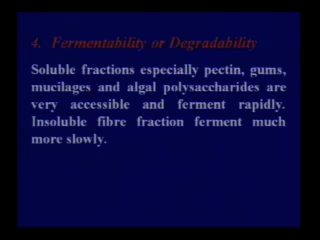 4. Fermentability or Degradability
Soluble fractions especially pectin, gums,
mucilages and algal polysaccharides are
very accessible and ferment rapidly.
Insoluble fibre fraction ferment much
more slowly.